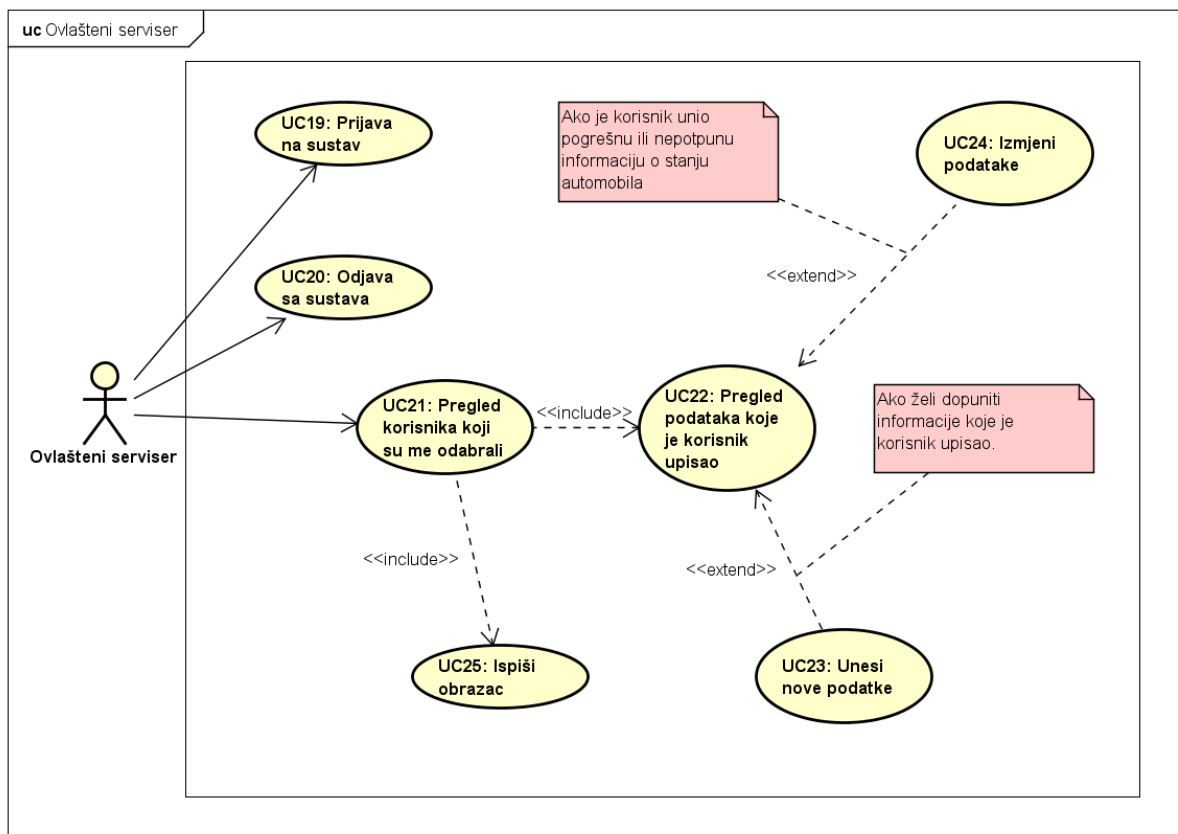 uc Ovlašteni serviser
UC19: Prijava
na sustav
Ako je korisnik unio
pogrešnu ili nepotpunu
informaciju o stanju
automobila
UC24: Izmjeni
podatake
UC20: Odjava
sa sustava
<<extend>>
Ovlašteni serviser
UC21: Pregled
korisnika koji
su me odabrali
<<include>>
UC22: Pregled
podataka koje
je korisnik
upisao
Ako želi dopuniti
informacije koje je
korisnik upisao.
<<include>>
<<extend>>
UC25: Ispiši
obrazac
UC23: Unesi
nove podatke